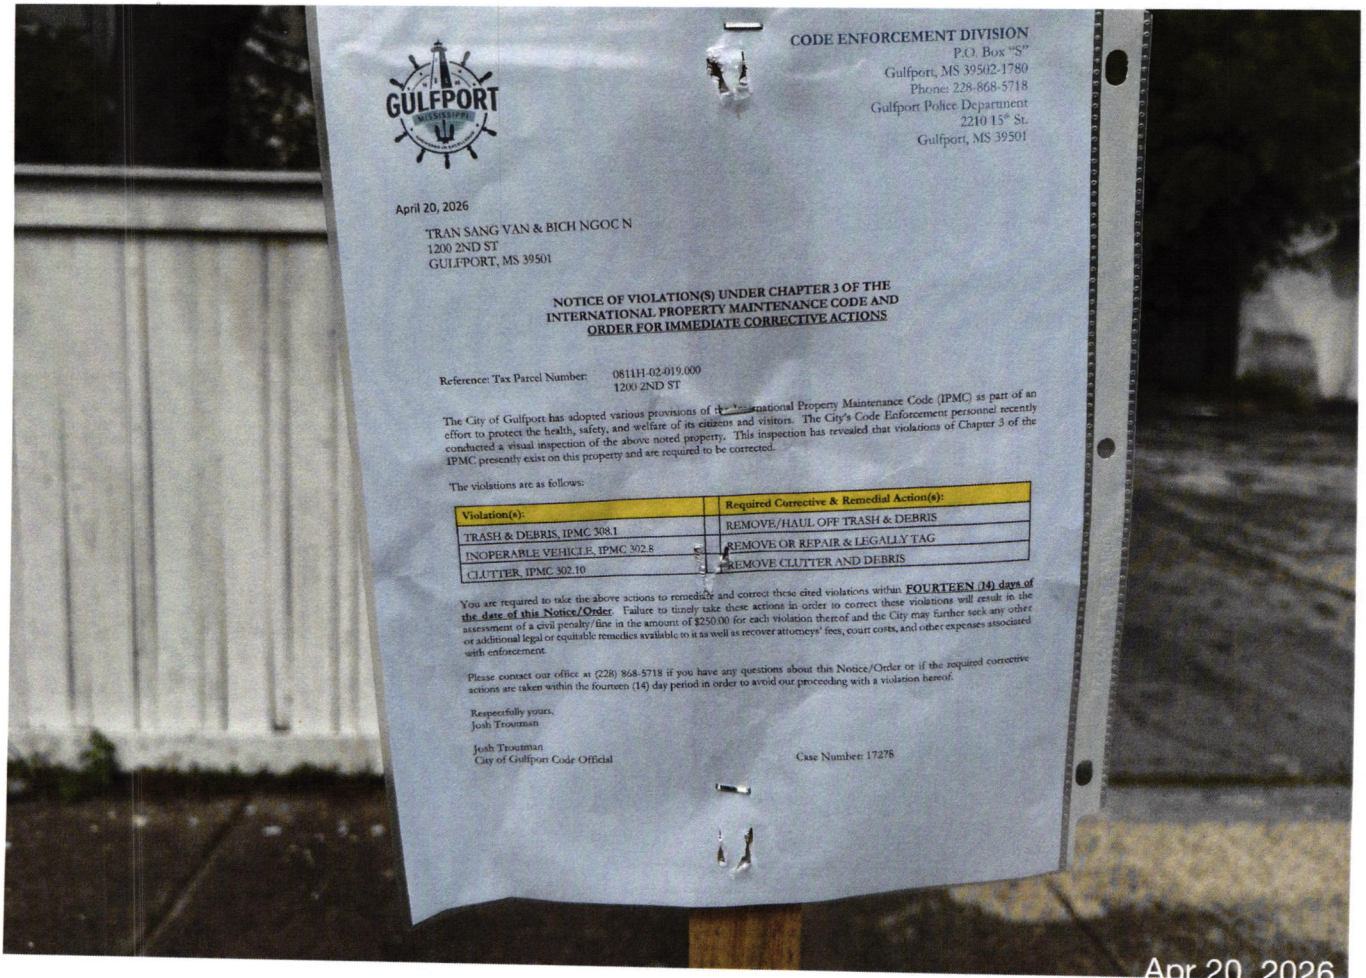 GULFPORT
MISSISSIPPI
CODE ENFORCEMENT DIVISION
P.O. Box "S"
Gulfport, MS 39502-1780
Phone: 228-868-5718
Gulfport Police Department
2210 15th St.
Gulfport, MS 39501
April 20, 2026
TRAN SANG VAN & BICH NGOC N
1200 2ND ST
GULFPORT, MS 39501
NOTICE OF VIOLATION(S) UNDER CHAPTER 3 OF THE
INTERNATIONAL PROPERTY MAINTENANCE CODE AND
ORDER FOR IMMEDIATE CORRECTIVE ACTIONS
Reference: Tax Parcel Number: 0811H-02-019.000
1200 2ND ST
The City of Gulfport has adopted various provisions of the International Property Maintenance Code (IPMC) as part of an
effort to protect the health, safety, and welfare of its citizens and visitors. The City's Code Enforcement personnel recently
conducted a visual inspection of the above noted property. This inspection has revealed that violations of Chapter 3 of the
IPMC presently exist on this property and are required to be corrected.
The violations are as follows:
Violation(s): Required Corrective & Remedial Action(s):
TRASH & DEBRIS, IPMC 308.1 REMOVE/HAUL OFF TRASH & DEBRIS
INOPERABLE VEHICLE, IPMC 302.8 REMOVE OR REPAIR & LEGALLY TAG
CLUTTER, IPMC 302.10 REMOVE CLUTTER AND DEBRIS
You are required to take the above actions to remediate and correct these cited violations within FOURTEEN (14) days of
the date of this Notice/Order. Failure to timely take these actions in order to correct these violations will result in the
assessment of a civil penalty/fine in the amount of $250.00 for each violation thereof and the City may further seek any other
or additional legal or equitable remedies available to it as well as recover attorneys' fees, court costs, and other expenses associated
with enforcement.
Please contact our office at (228) 868-5718 if you have any questions about this Notice/Order or if the required corrective
actions are taken within the fourteen (14) day period in order to avoid our proceeding with a violation hereof.
Respectfully yours,
Josh Troutman
Josh Troutman
City of Gulfport Code Official Case Number: 17278
Apr 20, 2026